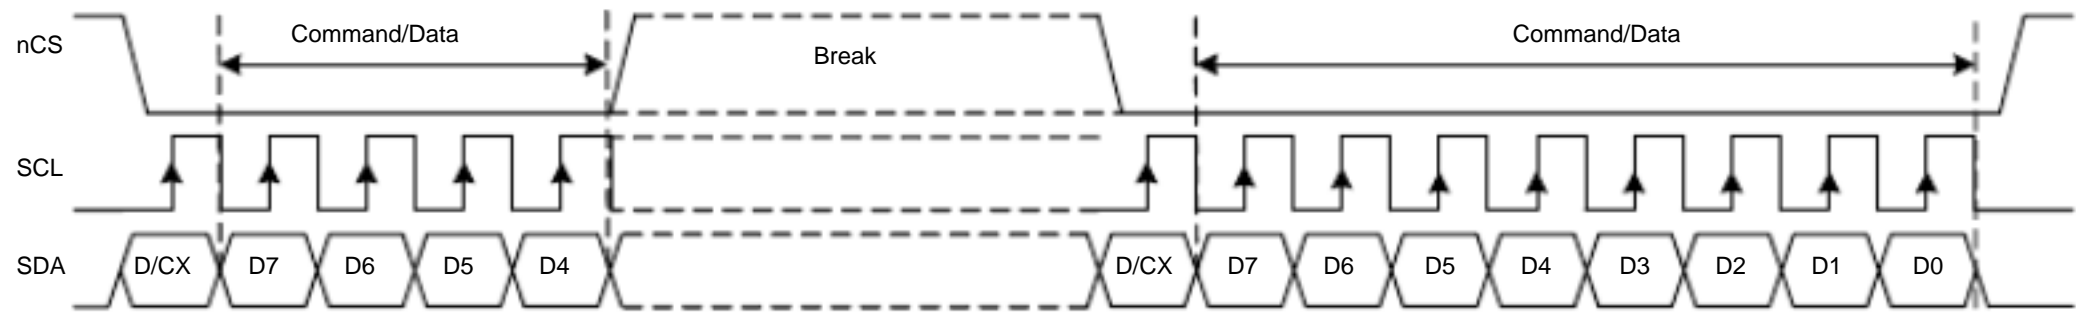 Command/Data
Command/Data
nCS
Break
SCL
SDA
D/CX
D7
D6
D5
D4
D/CX
D7
D6
D5
D4
D3
D2
D1
D0